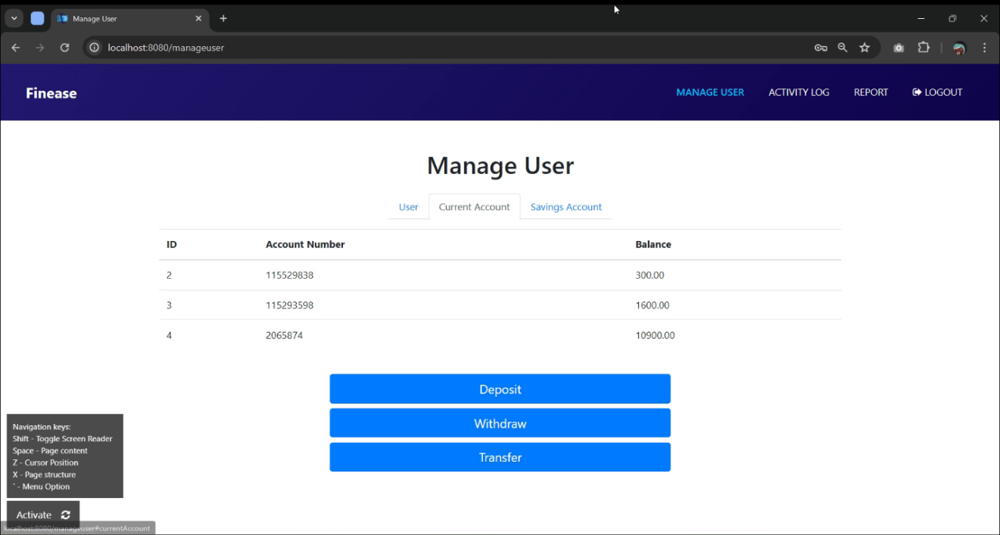 Manage User
localhost:8080/manageuser
Finease
MANAGE USER
ACTIVITY LOG
REPORT
LOGOUT
Manage User
User
Current Account
Savings Account
ID Account Number Balance
2 115529838 300.00
3 115293598 1600.00
4 2065874 10900.00
Deposit
Withdraw
Transfer
Navigation keys:
Shift - Toggle Screen Reader
Space - Page content
Z - Cursor Position
X - Page structure
` - Menu Option
Activate
localhost:8080/manageuser#currentAccount